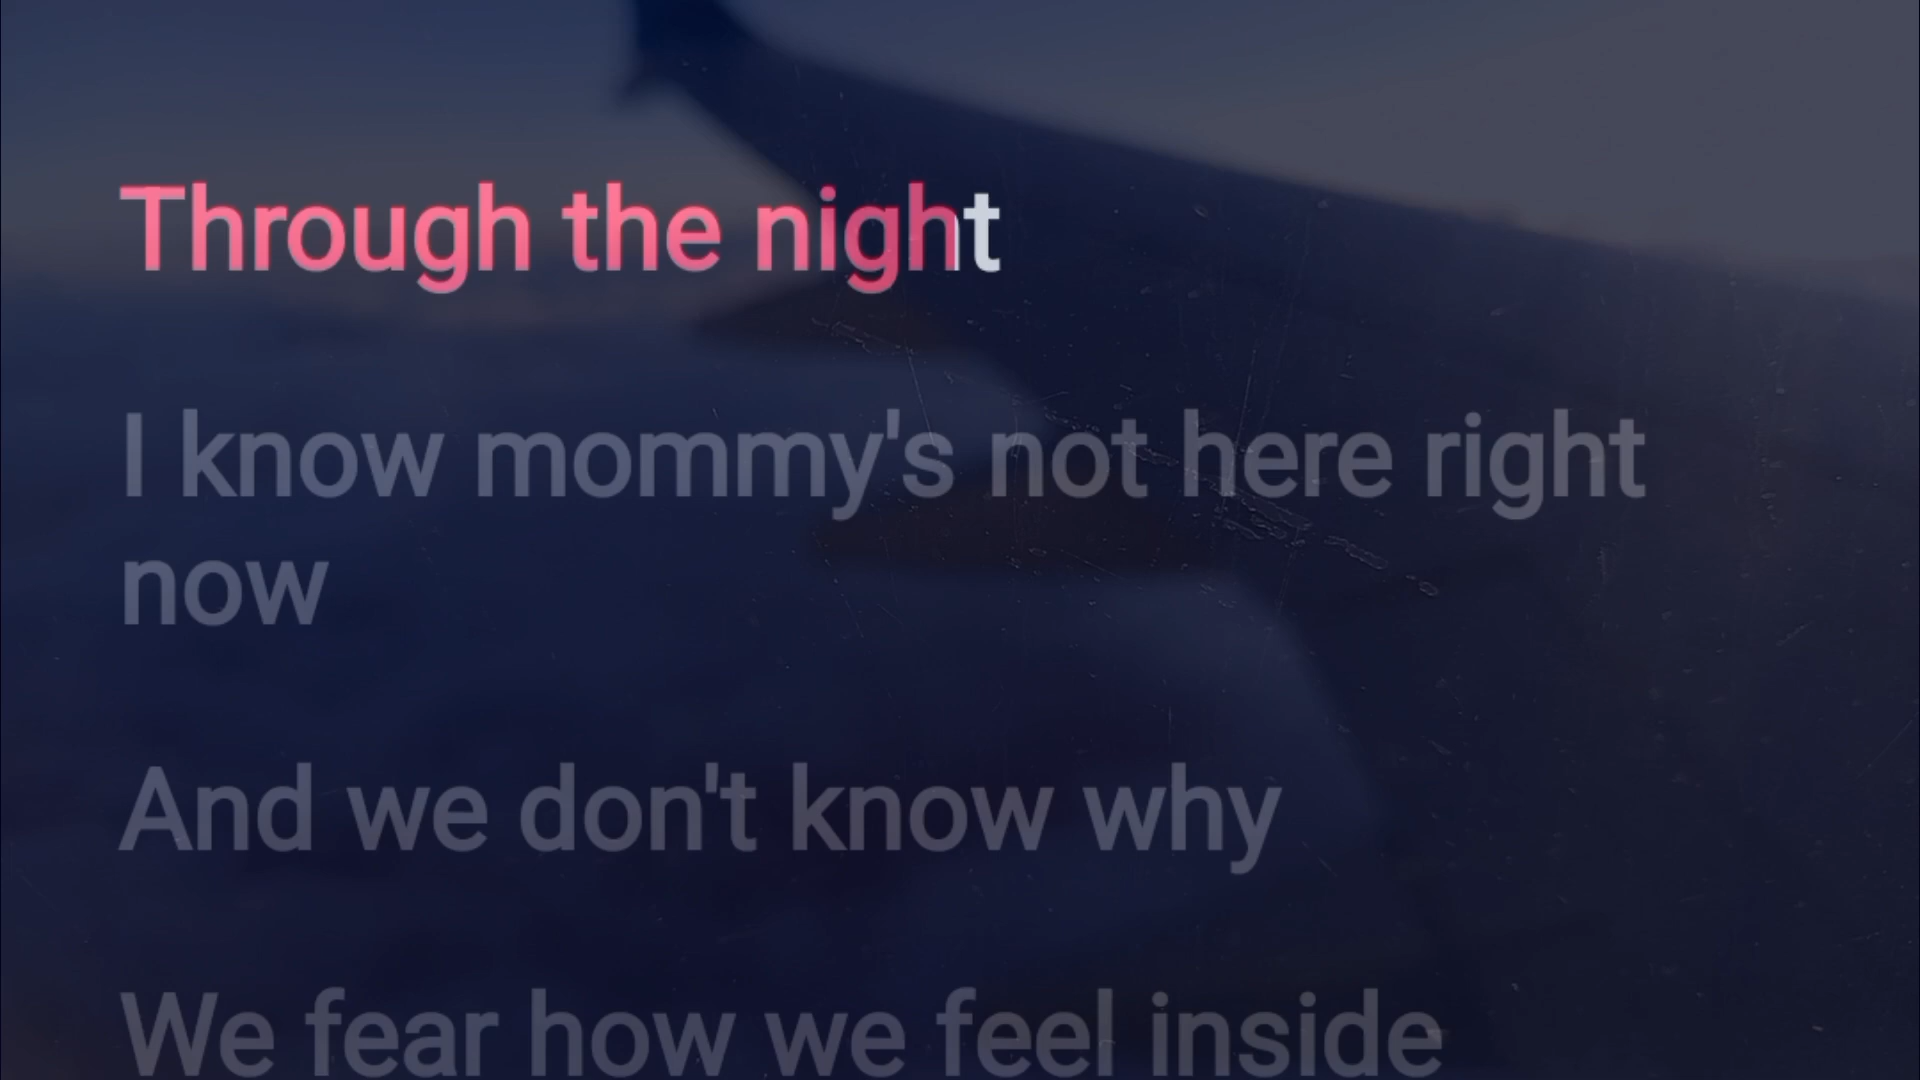 Through the night
I know mommy's not here right
now
And we don't know why
We fear how we feel inside